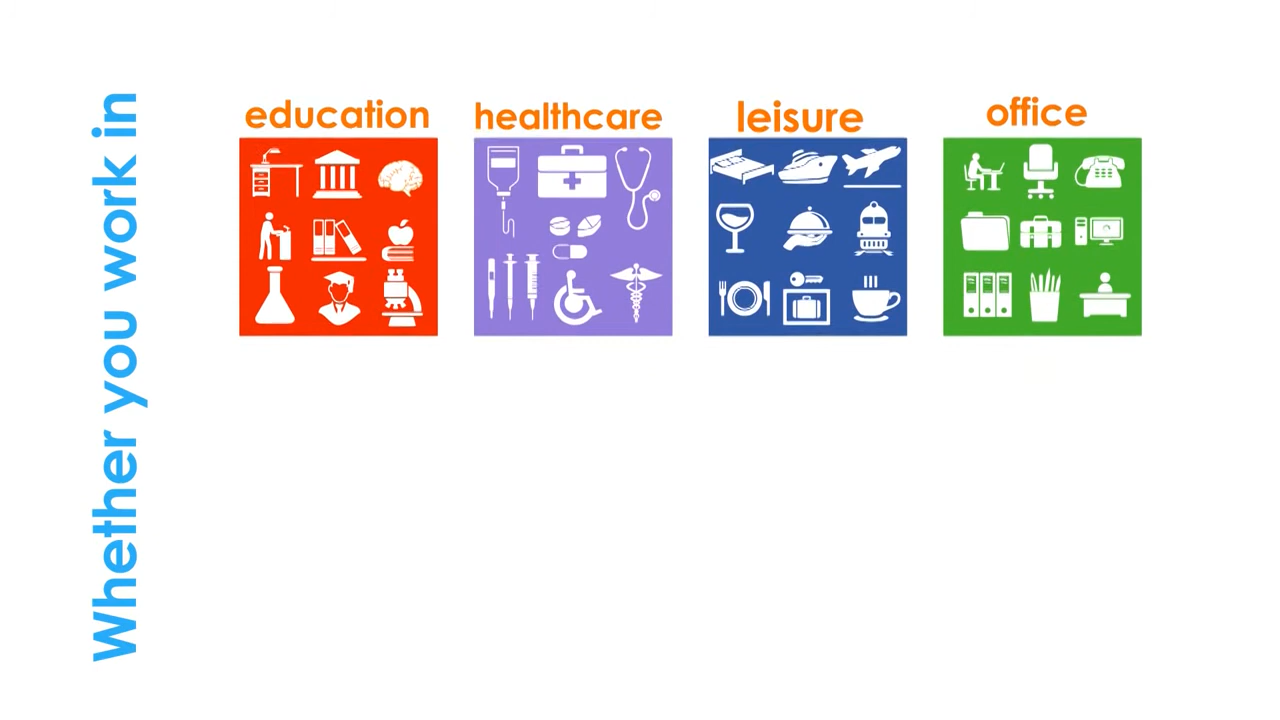 Whether you work in
education
healthcare
leisure
office